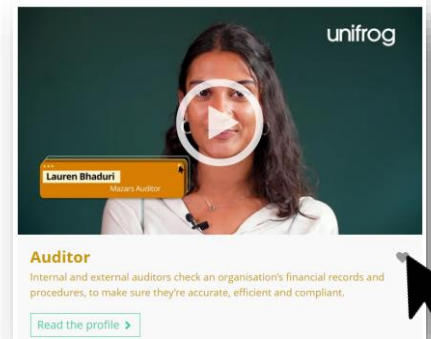 unifrog
Lauren Bhaduri
Mazars Auditor
Auditor
Internal and external auditors check an organisation's financial records and
procedures, to make sure they're accurate, efficient and compliant.
Read the profile >